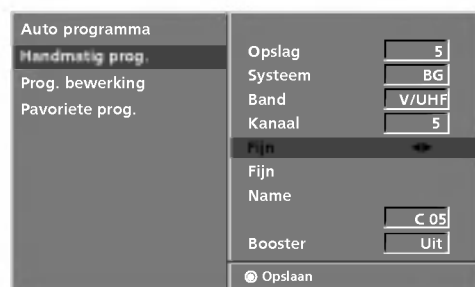 Auto programma
Handmatig prog.
Prog. bewerking
Pavoriete prog.
Opslag 5
Systeem BG
Band V/UHF
Kanaal 5
Fijn
Fijn
Name
C 05
Booster Uit
Opslaan